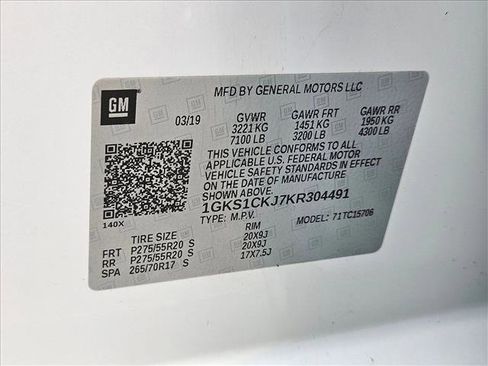 GM
MFD BY GENERAL MOTORS LLC
03/19
GVWR GAWR FRT GAWR RR
3221 KG 1451 KG 1950 KG
7100 LB 3200 LB 4300 LB
THIS VEHICLE CONFORMS TO ALL
APPLICABLE U.S. FEDERAL MOTOR
VEHICLE SAFETY STANDARDS IN EFFECT
ON THE DATE OF MANUFACTURE
SHOWN ABOVE.
1GKS1CKJ7KR304491
TYPE: M.P.V. MODEL: 71TC15706
140X
TIRE SIZE RIM
FRT P275/55R20 S 20X9J
RR P275/55R20 S 20X9J
SPA 265/70R17 S 17X7.5J